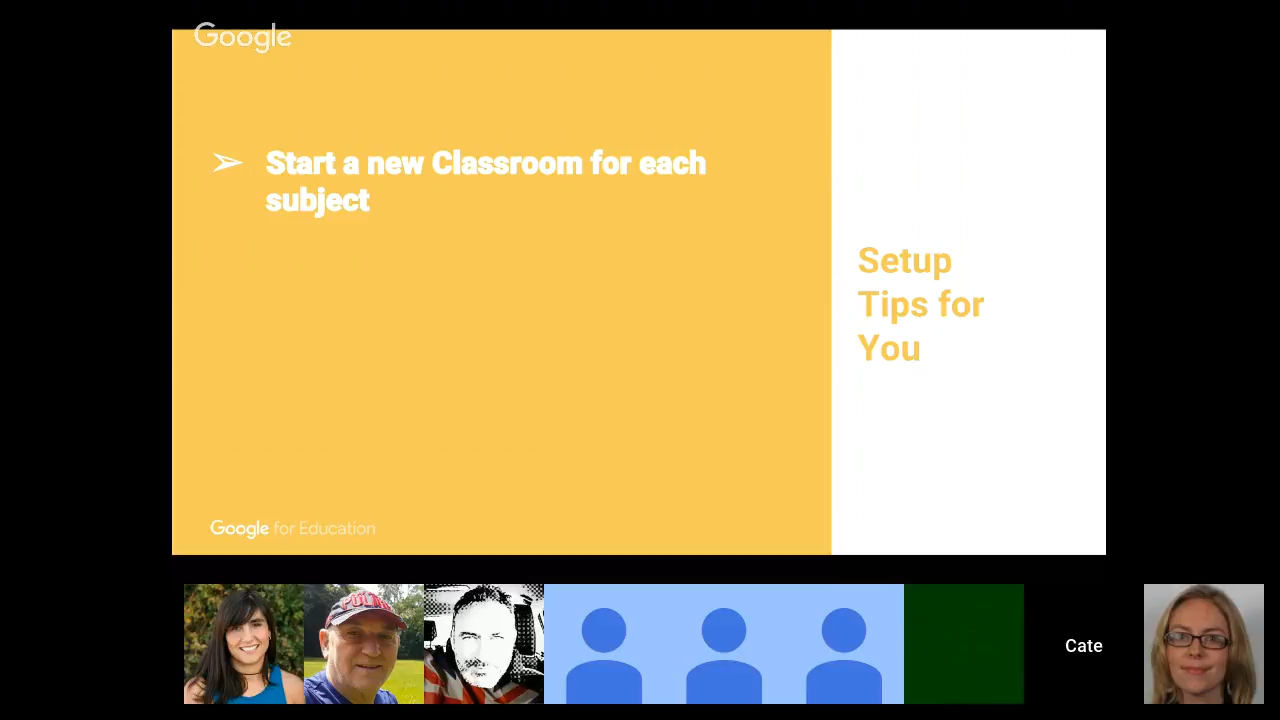 Google
➢ Start a new Classroom for each
subject
Setup
Tips for
You
Google for Education
Cate